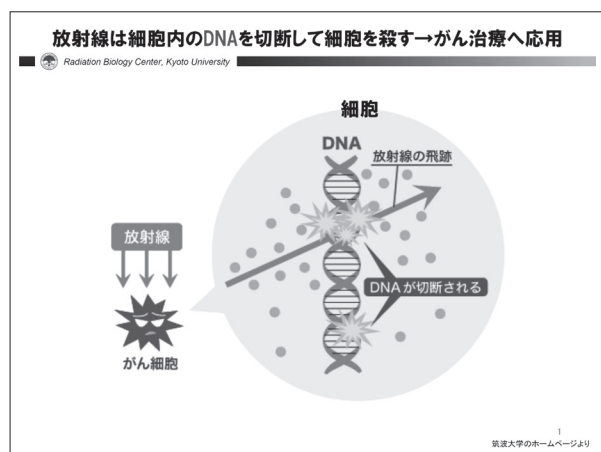 放射線は細胞内のDNAを切断して細胞を殺す→がん治療へ応用
Radiation Biology Center, Kyoto University
細胞
DNA
放射線の飛跡
放射線
DNAが切断される
がん細胞
1
筑波大学のホームページより